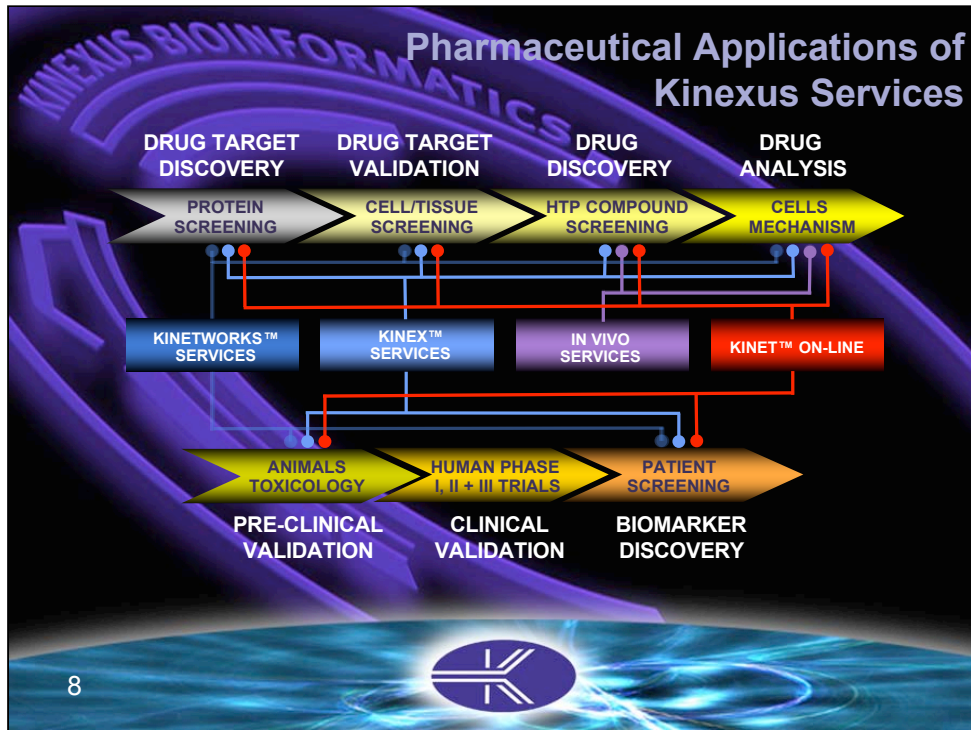 KINEXUS BIOINFORMATICS
Pharmaceutical Applications of
Kinexus Services
DRUG TARGET
DISCOVERY
DRUG TARGET
VALIDATION
DRUG
DISCOVERY
DRUG
ANALYSIS
PROTEIN
SCREENING
CELL/TISSUE
SCREENING
HTP COMPOUND
SCREENING
CELLS
MECHANISM
KINETWORKS™
SERVICES
KINEX™
SERVICES
IN VIVO
SERVICES
KINET™ ON-LINE
ANIMALS
TOXICOLOGY
HUMAN PHASE
I, II + III TRIALS
PATIENT
SCREENING
PRE-CLINICAL
VALIDATION
CLINICAL
VALIDATION
BIOMARKER
DISCOVERY
8